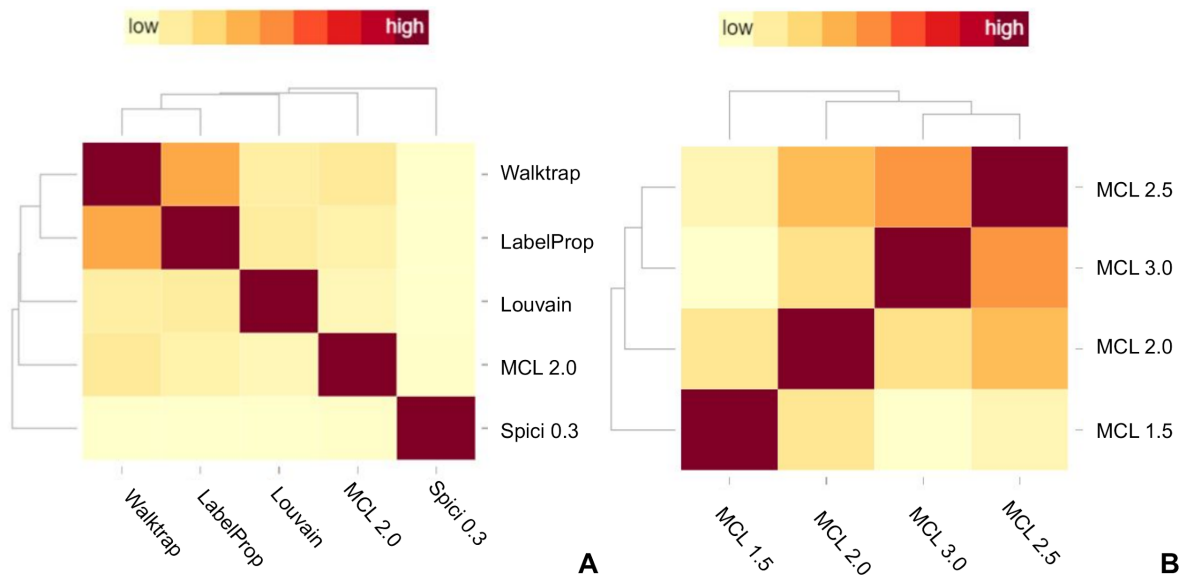 low high
low high
Walktrap
LabelProp
Louvain
MCL 2.0
Spici 0.3
Walktrap LabelProp Louvain MCL 2.0 Spici 0.3
A
MCL 2.5
MCL 3.0
MCL 2.0
MCL 1.5
MCL 1.5 MCL 2.0 MCL 3.0 MCL 2.5
B